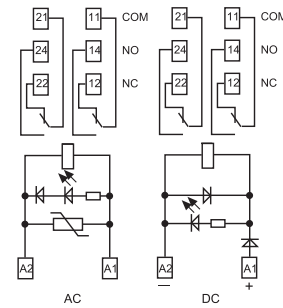 21 11 COM 21 11 COM
24 14 NO 24 14 NO
22 12 NC 22 12 NC
A2 A1 A2 A1
— +
AC DC